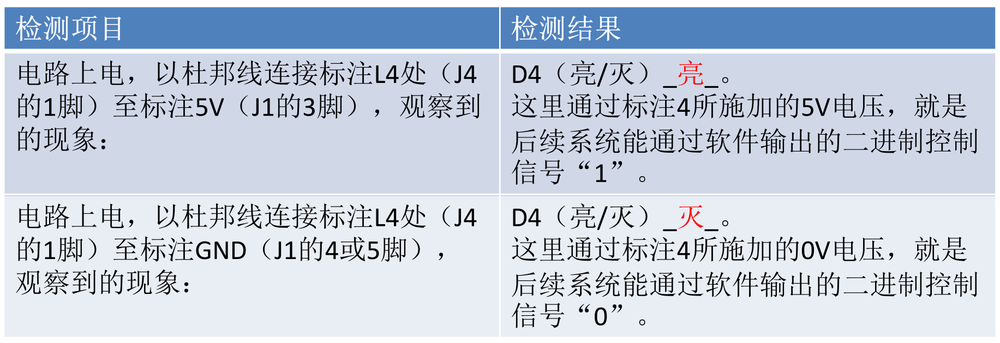 检测项目
检测结果
电路上电，以杜邦线连接标注L4处（J4
的1脚）至标注5V（J1的3脚），观察到
的现象：
D4（亮/灭）_亮_。
这里通过标注4所施加的5V电压，就是
后续系统能通过软件输出的二进制控制
信号“1”。
电路上电，以杜邦线连接标注L4处（J4
的1脚）至标注GND（J1的4或5脚），
观察到的现象：
D4（亮/灭）_灭_。
这里通过标注4所施加的0V电压，就是
后续系统能通过软件输出的二进制控制
信号“0”。